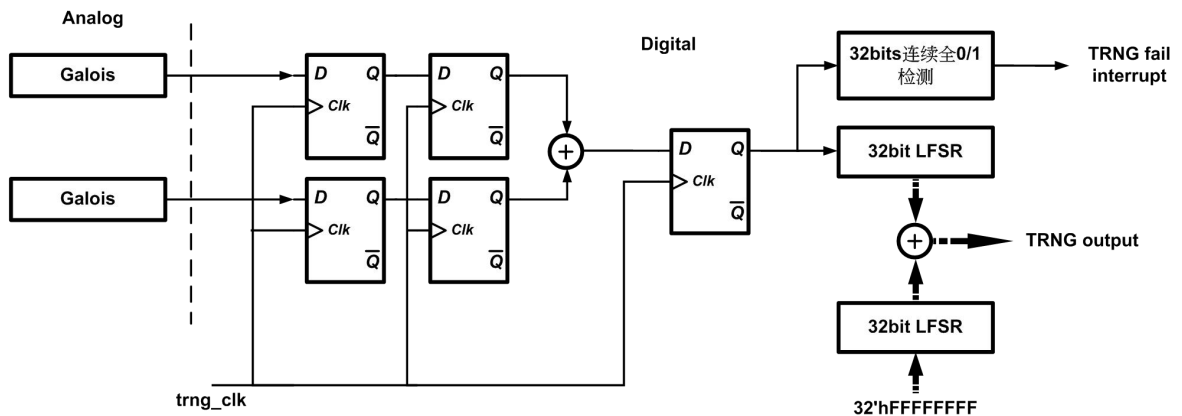 Analog
Digital
Galois
D Q
Clk
Q
D Q
Clk
Q
32bits连续全0/1
检测
TRNG fail
interrupt
D Q
Clk
Q
32bit LFSR
Galois
D Q
Clk
Q
D Q
Clk
Q
TRNG output
32bit LFSR
trng_clk
32'hFFFFFFFF